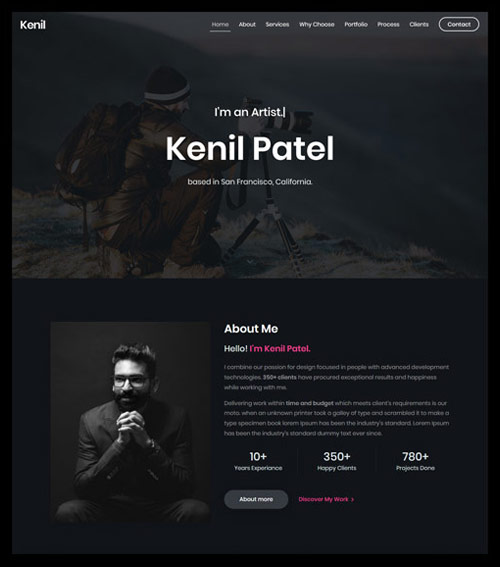 Kenil
Home About Services Why Choose Portfolio Process Clients Contact
I'm an Artist.|
Kenil Patel
based in San Francisco, California.
About Me
Hello! I'm Kenil Patel.
I combine our passion for design focused in people with advanced development
technologies. 350+ clients have procured exceptional results and happiness
while working with me.
Delivering work within time and budget which meets client's requirements is our
moto. when an unknown printer took a galley of type and scrambled it to make a
type specimen book lorem Ipsum has been the industry's standard. Lorem Ipsum
has been the industry's standard dummy text ever since.
10+ 350+ 780+
Years Experiance Happy Clients Projects Done
About more Discover My Work >